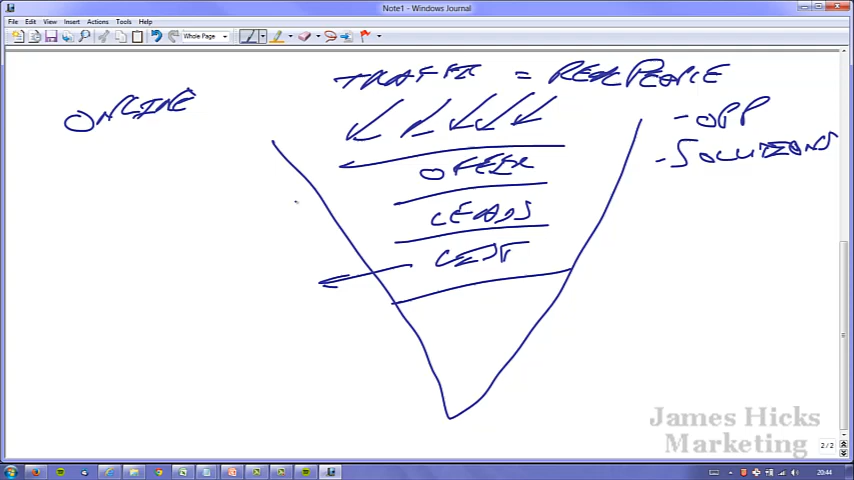 Note1 - Windows Journal
File Edit View Insert Actions Tools Help
Whole Page
TRAFFIC = REAL PEOPLE
ONLINE
- OPP
- SOLUTIONS
OFFER
LEADS
LIST
James Hicks
Marketing
2/2
20:44